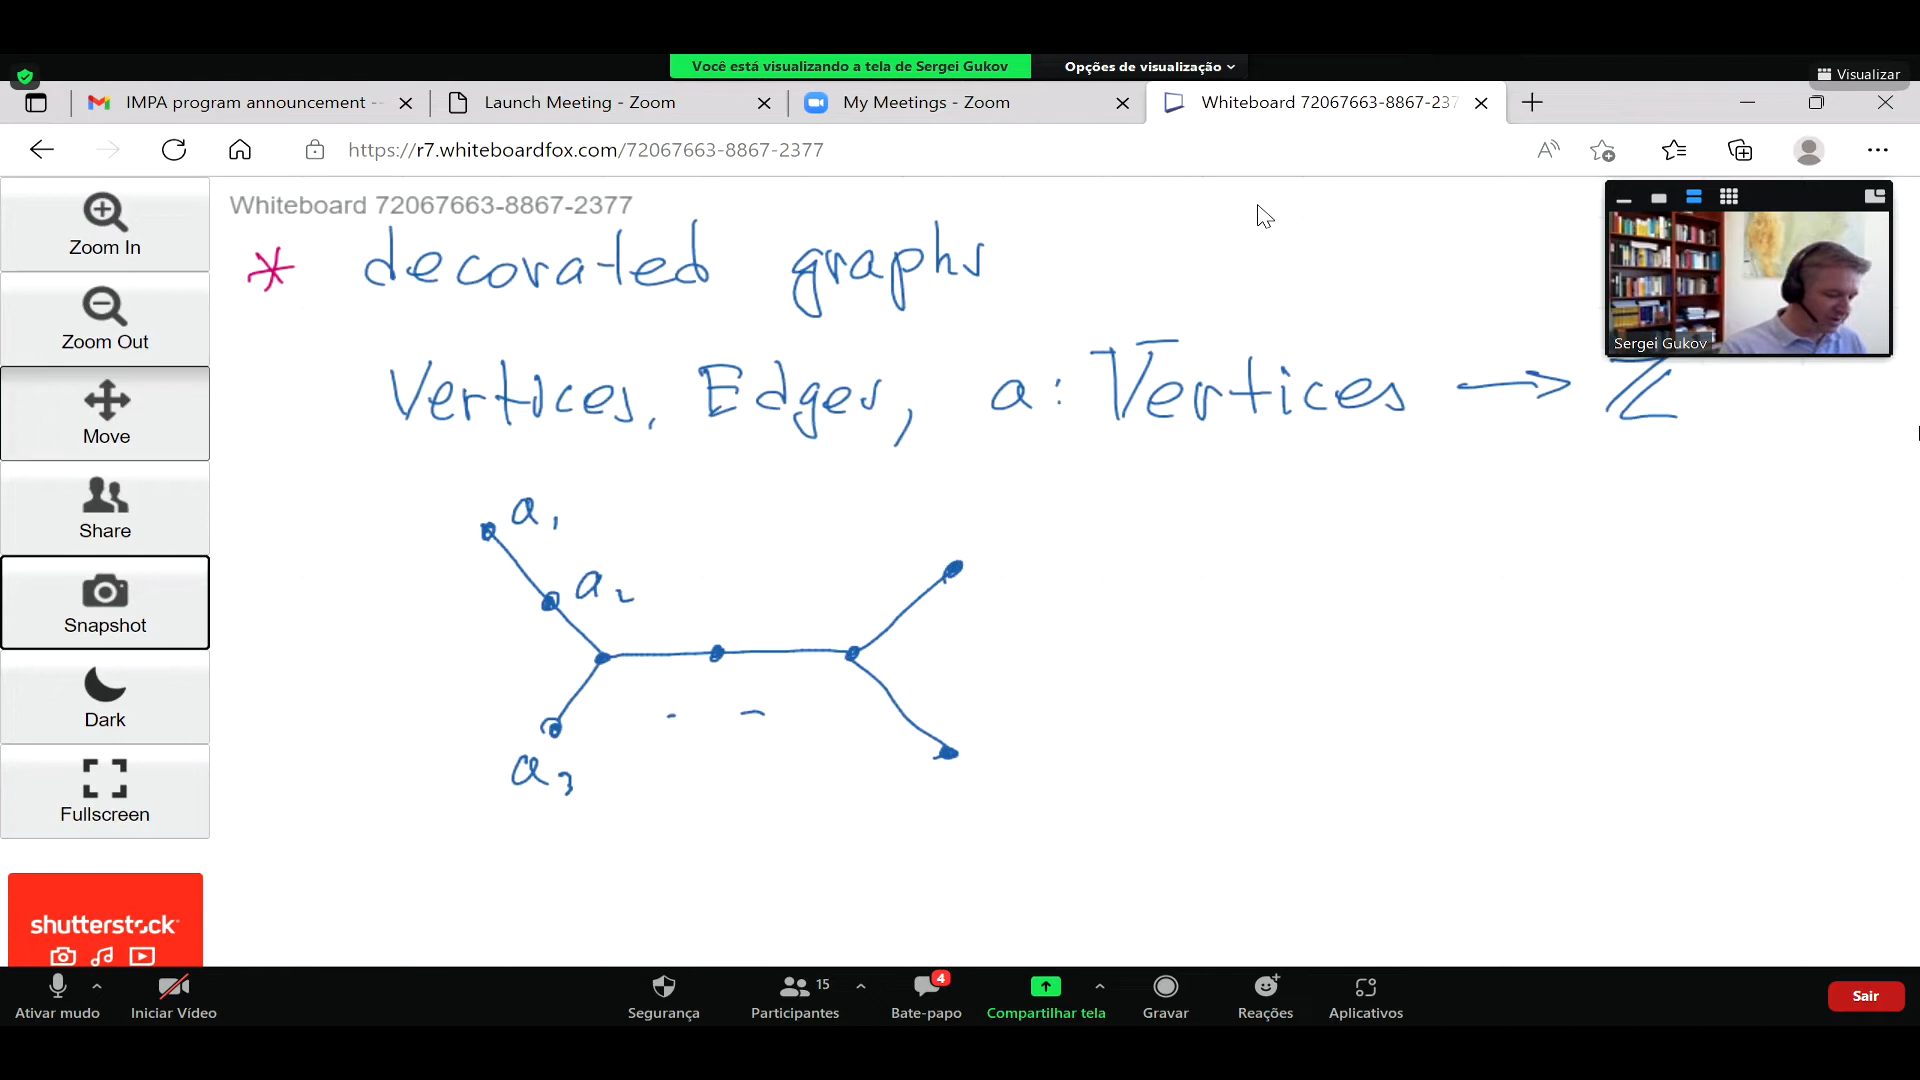 Você está visualizando a tela de Sergei Gukov
Opções de visualização
Visualizar
IMPA program announcement -
Launch Meeting - Zoom
My Meetings - Zoom
Whiteboard 72067663-8867-237
https://r7.whiteboardfox.com/72067663-8867-2377
Zoom In
Zoom Out
Move
Share
Snapshot
Dark
Fullscreen
shutterstock
Whiteboard 72067663-8867-2377
* decorated graphs
Vertices, Edges, a: Vertices → ℤ
a₁
a₂
a₃
Sergei Gukov
Ativar mudo
Iniciar Vídeo
Segurança
15
Participantes
4
Bate-papo
Compartilhar tela
Gravar
Reações
Aplicativos
Sair